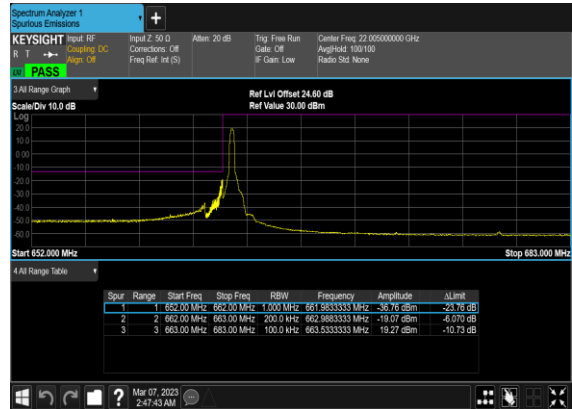 Spectrum Analyzer 1
Spurious Emissions
KEYSIGHT Input: RF Input Z: 50 Ω Atten: 20 dB Trig: Free Run Center Freq: 22.005000000 GHz
R T Coupling: DC Corrections: Off Gate: Off Avg|Hold: 100/100
Align: Off Freq Ref: Int (S) IF Gain: Low Radio Std: None
LW PASS
3 All Range Graph
Ref Lvl Offset 24.60 dB
Scale/Div 10.0 dB Ref Value 30.00 dBm
Log
20.0
10.0
0.00
-10.0
-20.0
-30.0
-40.0
-50.0
-60.0
Start 652.000 MHz Stop 683.000 MHz
4 All Range Table
Spur Range Start Freq Stop Freq RBW Frequency Amplitude ΔLimit
1 1 652.00 MHz 662.00 MHz 1.000 MHz 661.9833333 MHz -36.76 dBm -23.76 dB
2 2 662.00 MHz 663.00 MHz 200.0 kHz 662.9883333 MHz -19.07 dBm -6.070 dB
3 3 663.00 MHz 683.00 MHz 100.0 kHz 663.5333333 MHz 19.27 dBm -10.73 dB
Mar 07, 2023
2:47:43 AM